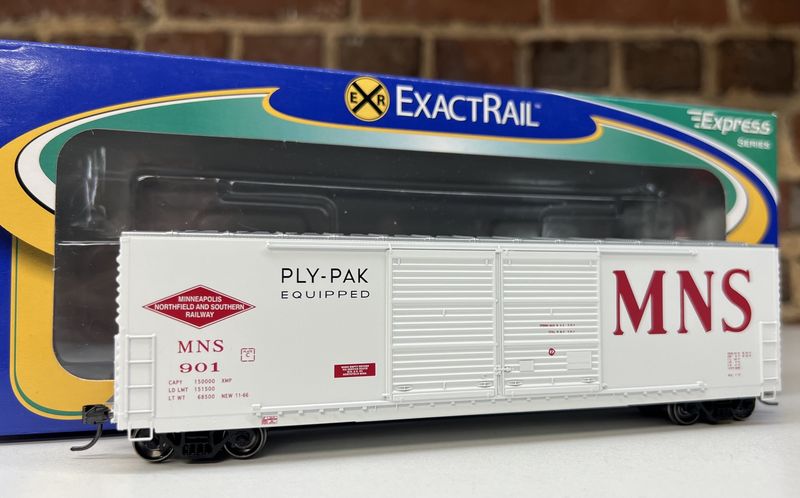 E R
EXACTRAIL™
Express
SERIES
PLY-PAK
EQUIPPED
MINNEAPOLIS
NORTHFIELD AND SOUTHERN
RAILWAY
MNS
901
CAPY 150000 XMP
LD LMT 151500
LT WT 68500 NEW 11-66
MNS